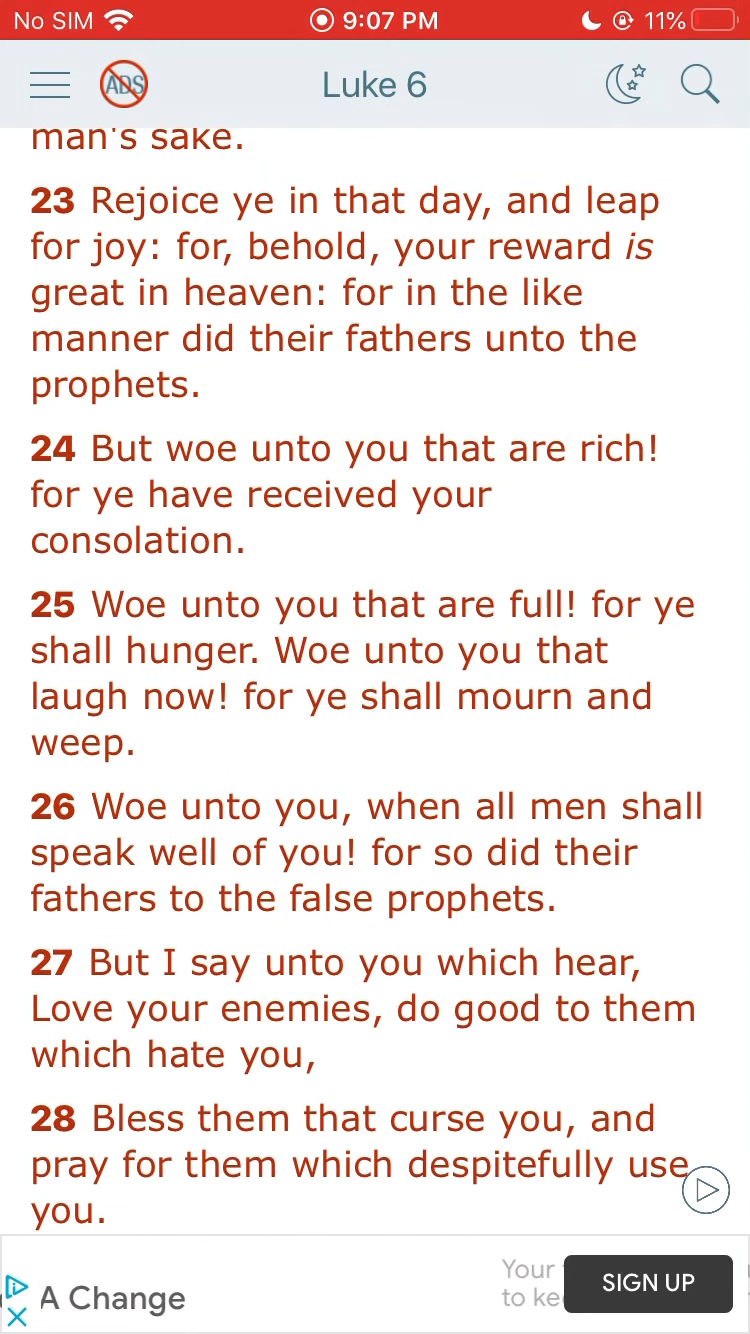 No SIM 9:07 PM 11%
ADS Luke 6
man's sake.
23 Rejoice ye in that day, and leap
for joy: for, behold, your reward is
great in heaven: for in the like
manner did their fathers unto the
prophets.
24 But woe unto you that are rich!
for ye have received your
consolation.
25 Woe unto you that are full! for ye
shall hunger. Woe unto you that
laugh now! for ye shall mourn and
weep.
26 Woe unto you, when all men shall
speak well of you! for so did their
fathers to the false prophets.
27 But I say unto you which hear,
Love your enemies, do good to them
which hate you,
28 Bless them that curse you, and
pray for them which despitefully use
you.
A Change
Your
to
SIGN UP